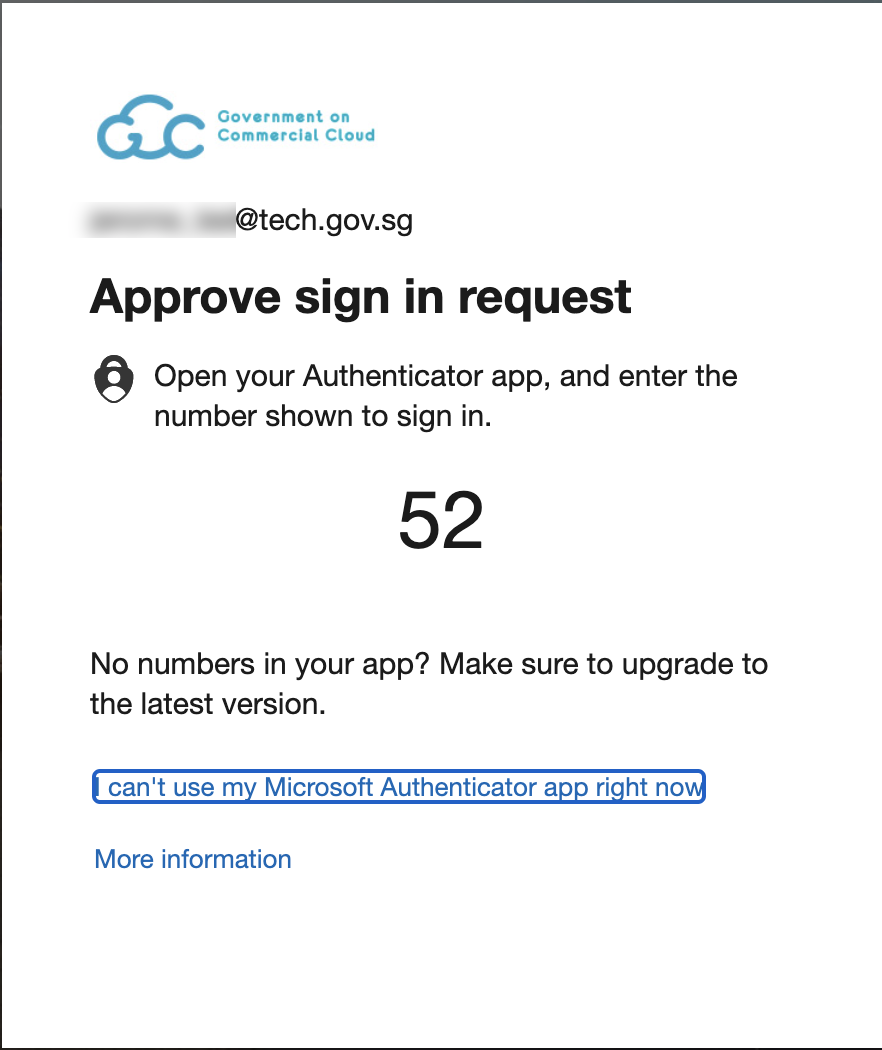 GCC
Government on
Commercial Cloud
@tech.gov.sg
Approve sign in request
Open your Authenticator app, and enter the
number shown to sign in.
52
No numbers in your app? Make sure to upgrade to
the latest version.
I can't use my Microsoft Authenticator app right now
More information